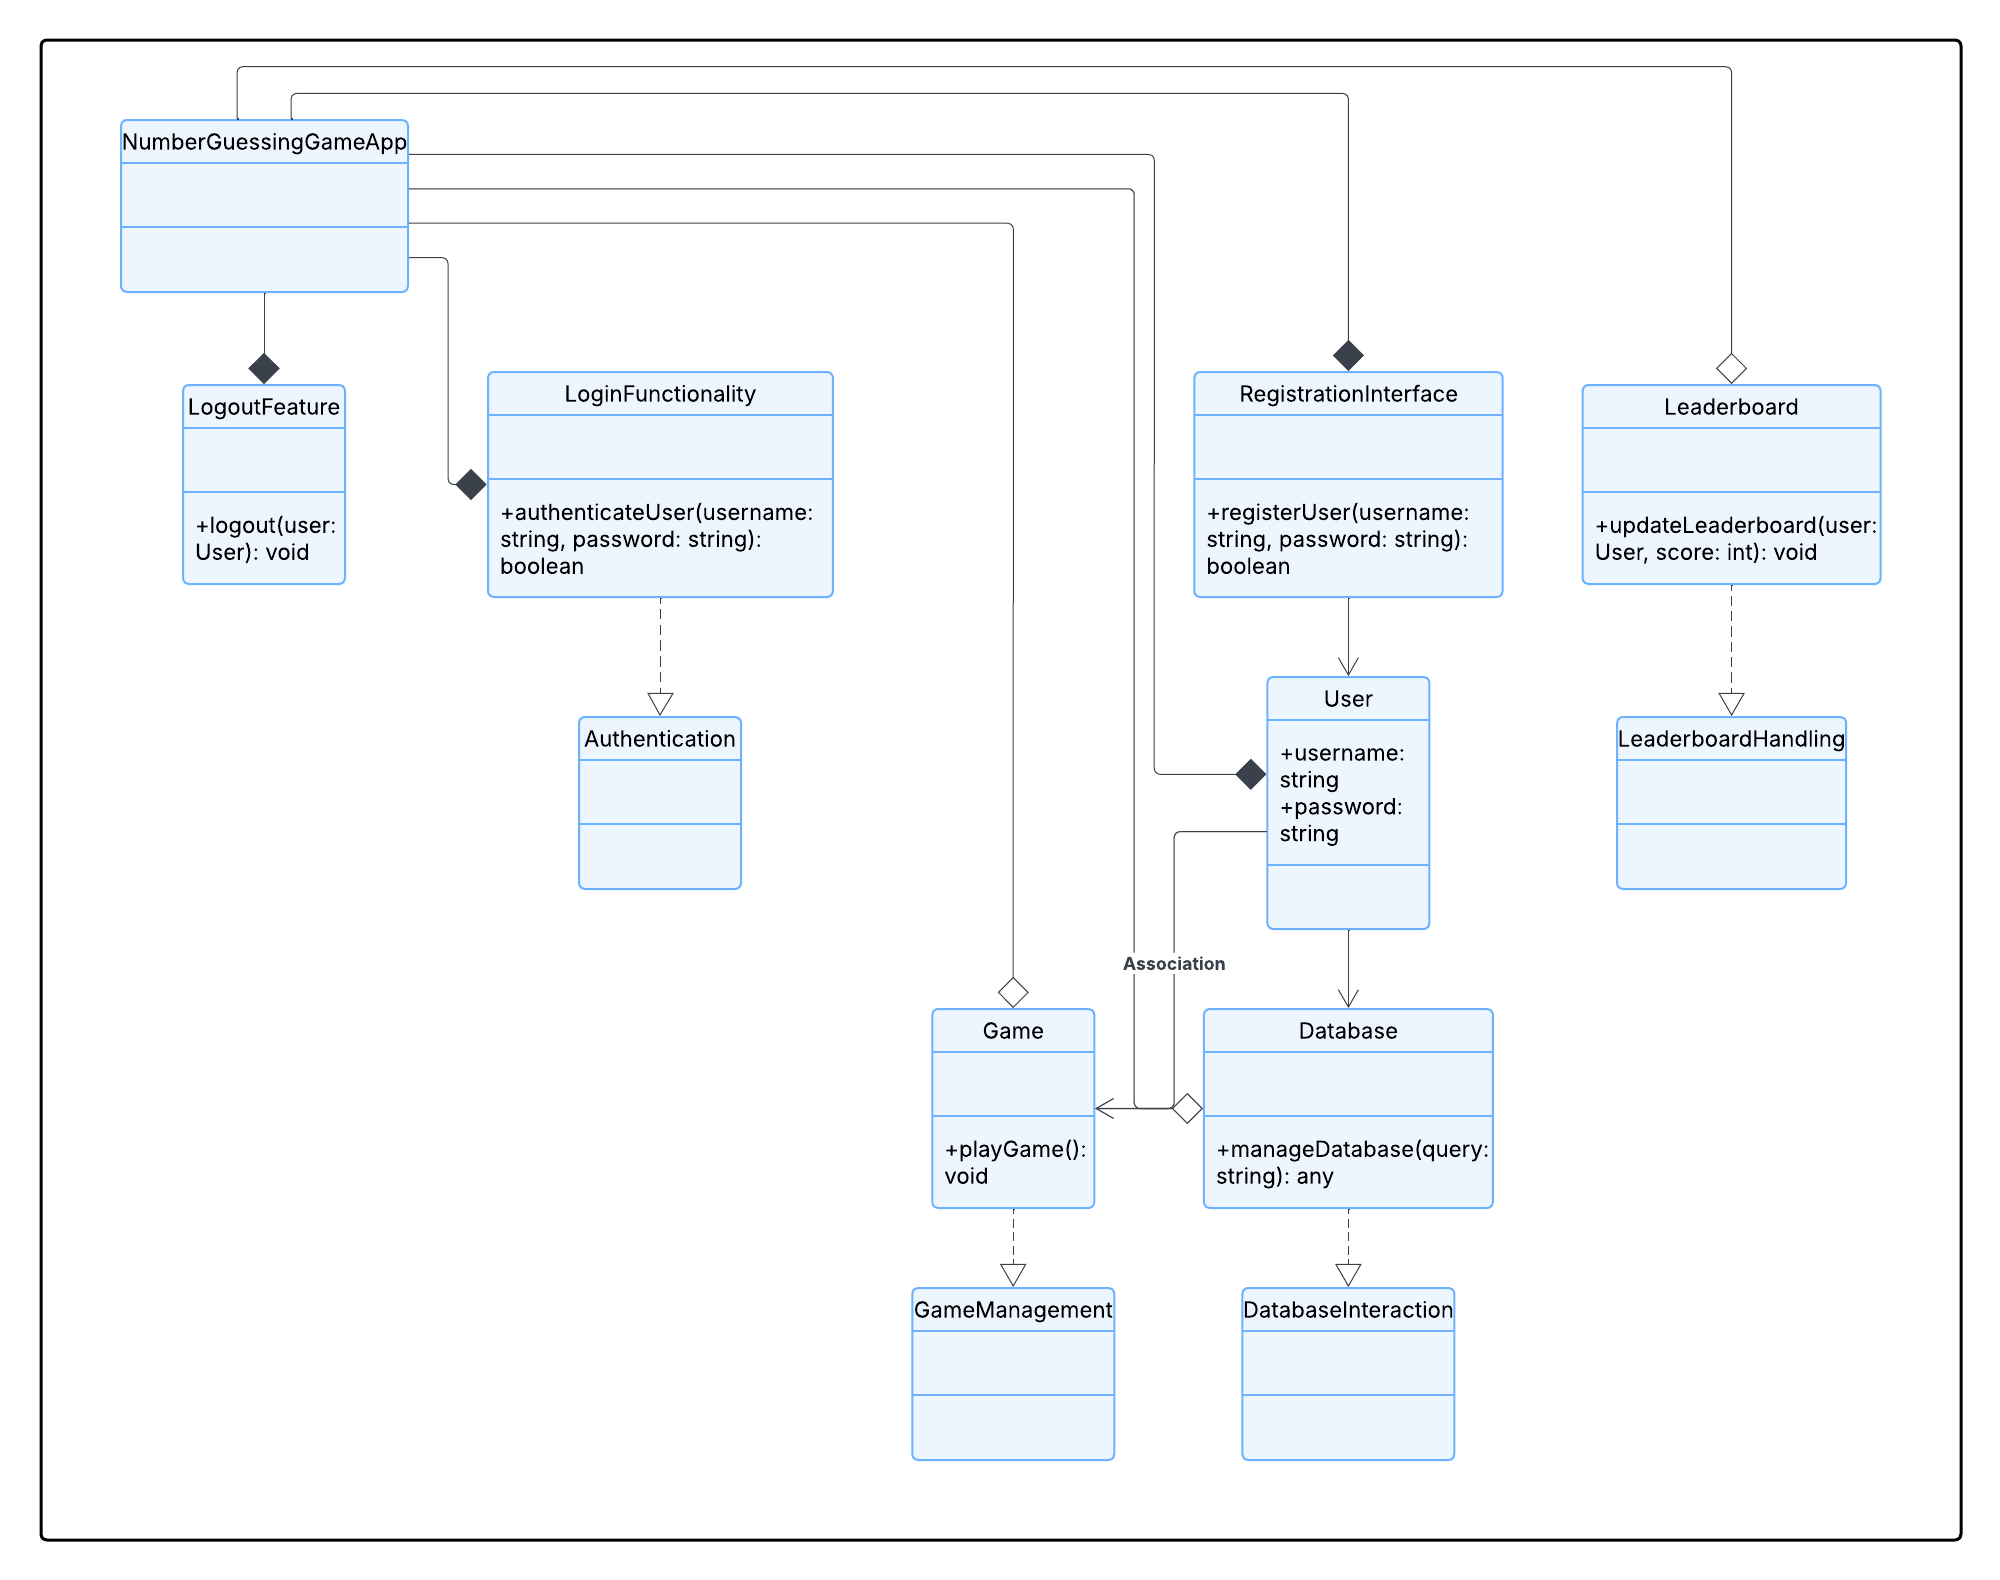 NumberGuessingGameApp
LogoutFeature
+logout(user:
User): void
LoginFunctionality
+authenticateUser(username:
string, password: string):
boolean
RegistrationInterface
+registerUser(username:
string, password: string):
boolean
Leaderboard
+updateLeaderboard(user:
User, score: int): void
Authentication
User
+username:
string
+password:
string
LeaderboardHandling
Association
Game
+playGame():
void
Database
+manageDatabase(query:
string): any
GameManagement
DatabaseInteraction